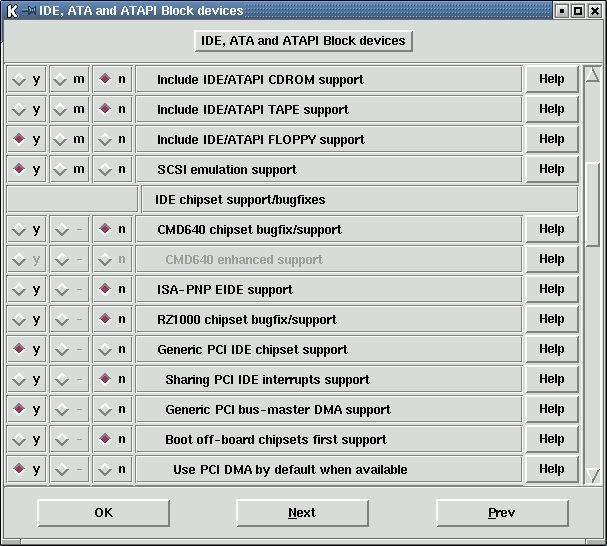 K IDE, ATA and ATAPI Block devices
IDE, ATA and ATAPI Block devices
y m n Include IDE/ATAPI CDROM support Help
y m n Include IDE/ATAPI TAPE support Help
y m n Include IDE/ATAPI FLOPPY support Help
y m n SCSI emulation support Help
IDE chipset support/bugfixes
y - n CMD640 chipset bugfix/support Help
y - n CMD640 enhanced support Help
y - n ISA-PNP EIDE support Help
y - n RZ1000 chipset bugfix/support Help
y - n Generic PCI IDE chipset support Help
y - n Sharing PCI IDE interrupts support Help
y - n Generic PCI bus-master DMA support Help
y - n Boot off-board chipsets first support Help
y - n Use PCI DMA by default when available Help
OK Next Prev